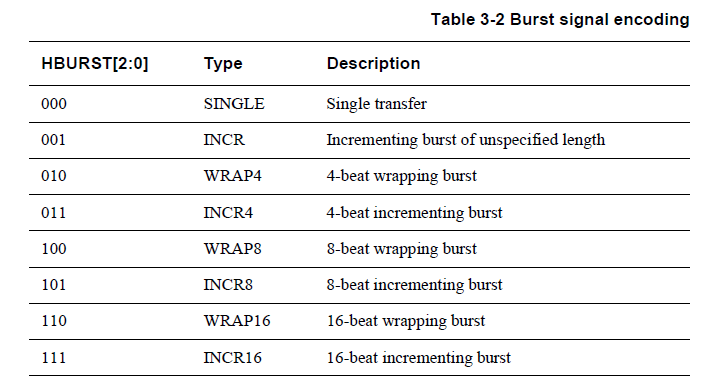 Table 3-2 Burst signal encoding
HBURST[2:0] Type Description
000 SINGLE Single transfer
001 INCR Incrementing burst of unspecified length
010 WRAP4 4-beat wrapping burst
011 INCR4 4-beat incrementing burst
100 WRAP8 8-beat wrapping burst
101 INCR8 8-beat incrementing burst
110 WRAP16 16-beat wrapping burst
111 INCR16 16-beat incrementing burst